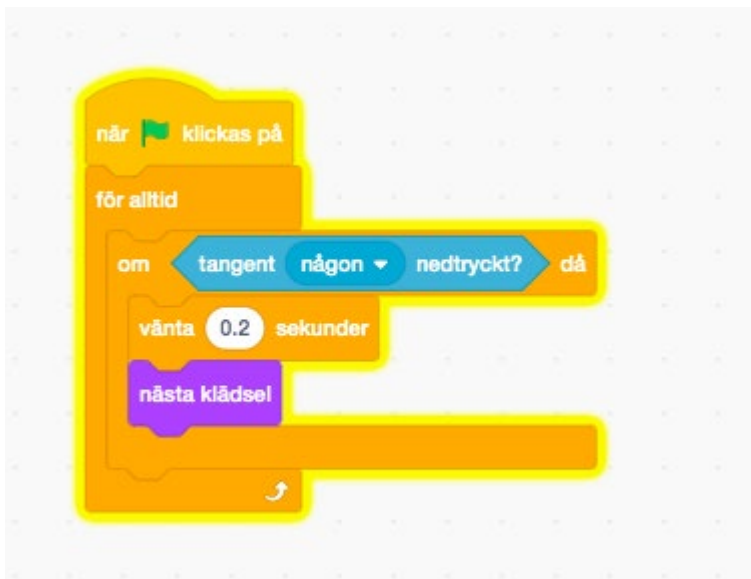 när klickas på
för alltid
om tangent någon nedtryckt? då
vänta 0.2 sekunder
nästa klädsel